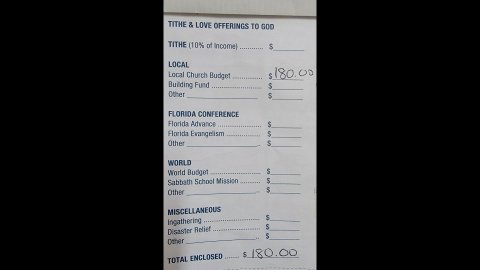 TITHE & LOVE OFFERINGS TO GOD
TITHE (10% of Income) ............ $
LOCAL
Local Church Budget ............... $ 180.00
Building Fund ......................... $
Other $
FLORIDA CONFERENCE
Florida Advance ...................... $
Florida Evangelism .................. $
Other $
WORLD
World Budget .......................... $
Sabbath School Mission .......... $
Other $
MISCELLANEOUS
Ingathering ............................. $
Disaster Relief ........................ $
Other $
TOTAL ENCLOSED ...... $ 180.00